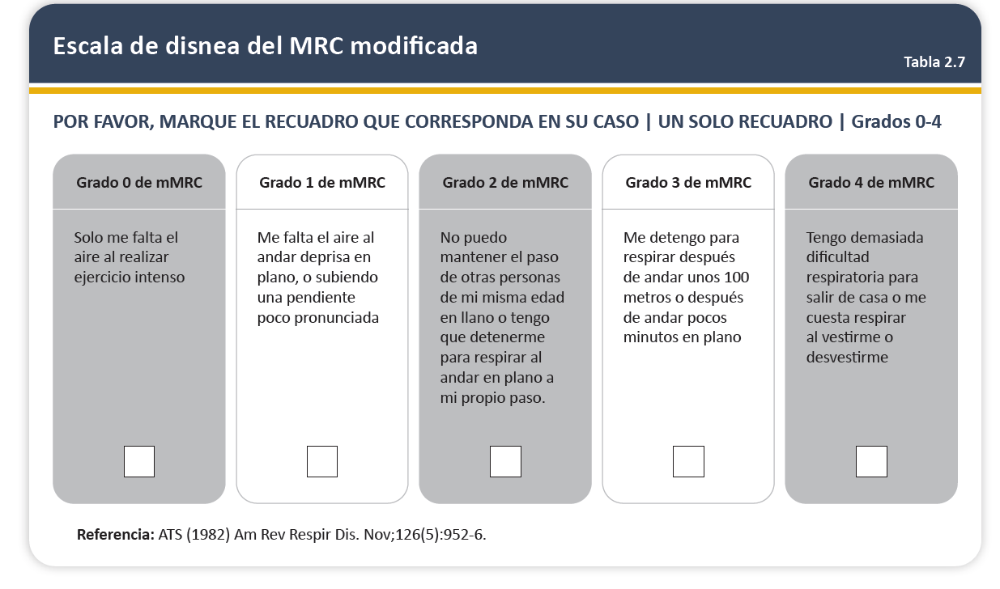 Escala de disnea del MRC modificada
Tabla 2.7
POR FAVOR, MARQUE EL RECUADRO QUE CORRESPONDA EN SU CASO | UN SOLO RECUADRO | Grados 0-4
Grado 0 de mMRC
Solo me falta el
aire al realizar
ejercicio intenso
Grado 1 de mMRC
Me falta el aire al
andar deprisa en
plano, o subiendo
una pendiente
poco pronunciada
Grado 2 de mMRC
No puedo
mantener el paso
de otras personas
de mi misma edad
en llano o tengo
que detenerme
para respirar al
andar en plano a
mi propio paso.
Grado 3 de mMRC
Me detengo para
respirar después
de andar unos 100
metros o después
de andar pocos
minutos en plano
Grado 4 de mMRC
Tengo demasiada
dificultad
respiratoria para
salir de casa o me
cuesta respirar
al vestirme o
desvestirme
Referencia: ATS (1982) Am Rev Respir Dis. Nov;126(5):952-6.